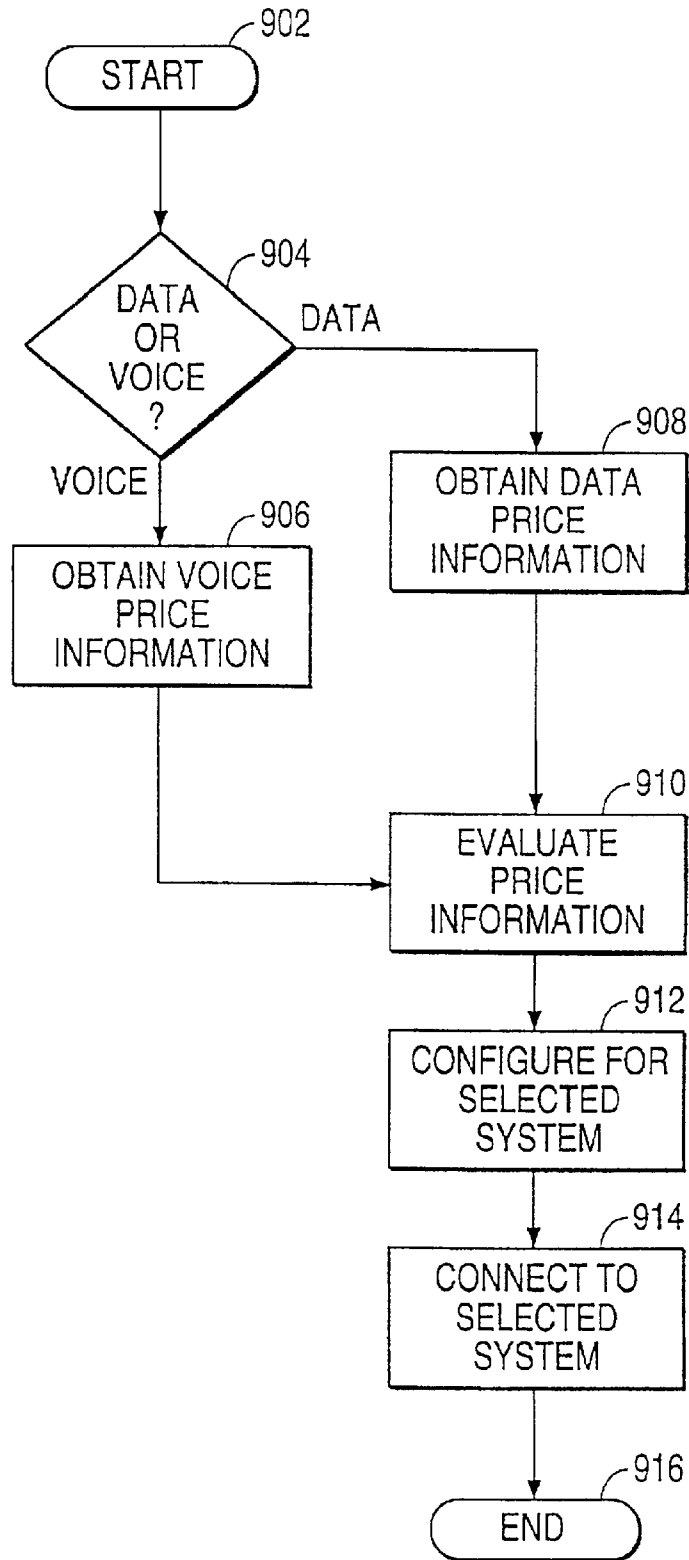 902
START
904
DATA
OR
VOICE
?
DATA
VOICE
908
OBTAIN DATA
PRICE
INFORMATION
906
OBTAIN VOICE
PRICE
INFORMATION
910
EVALUATE
PRICE
INFORMATION
912
CONFIGURE FOR
SELECTED
SYSTEM
914
CONNECT TO
SELECTED
SYSTEM
916
END